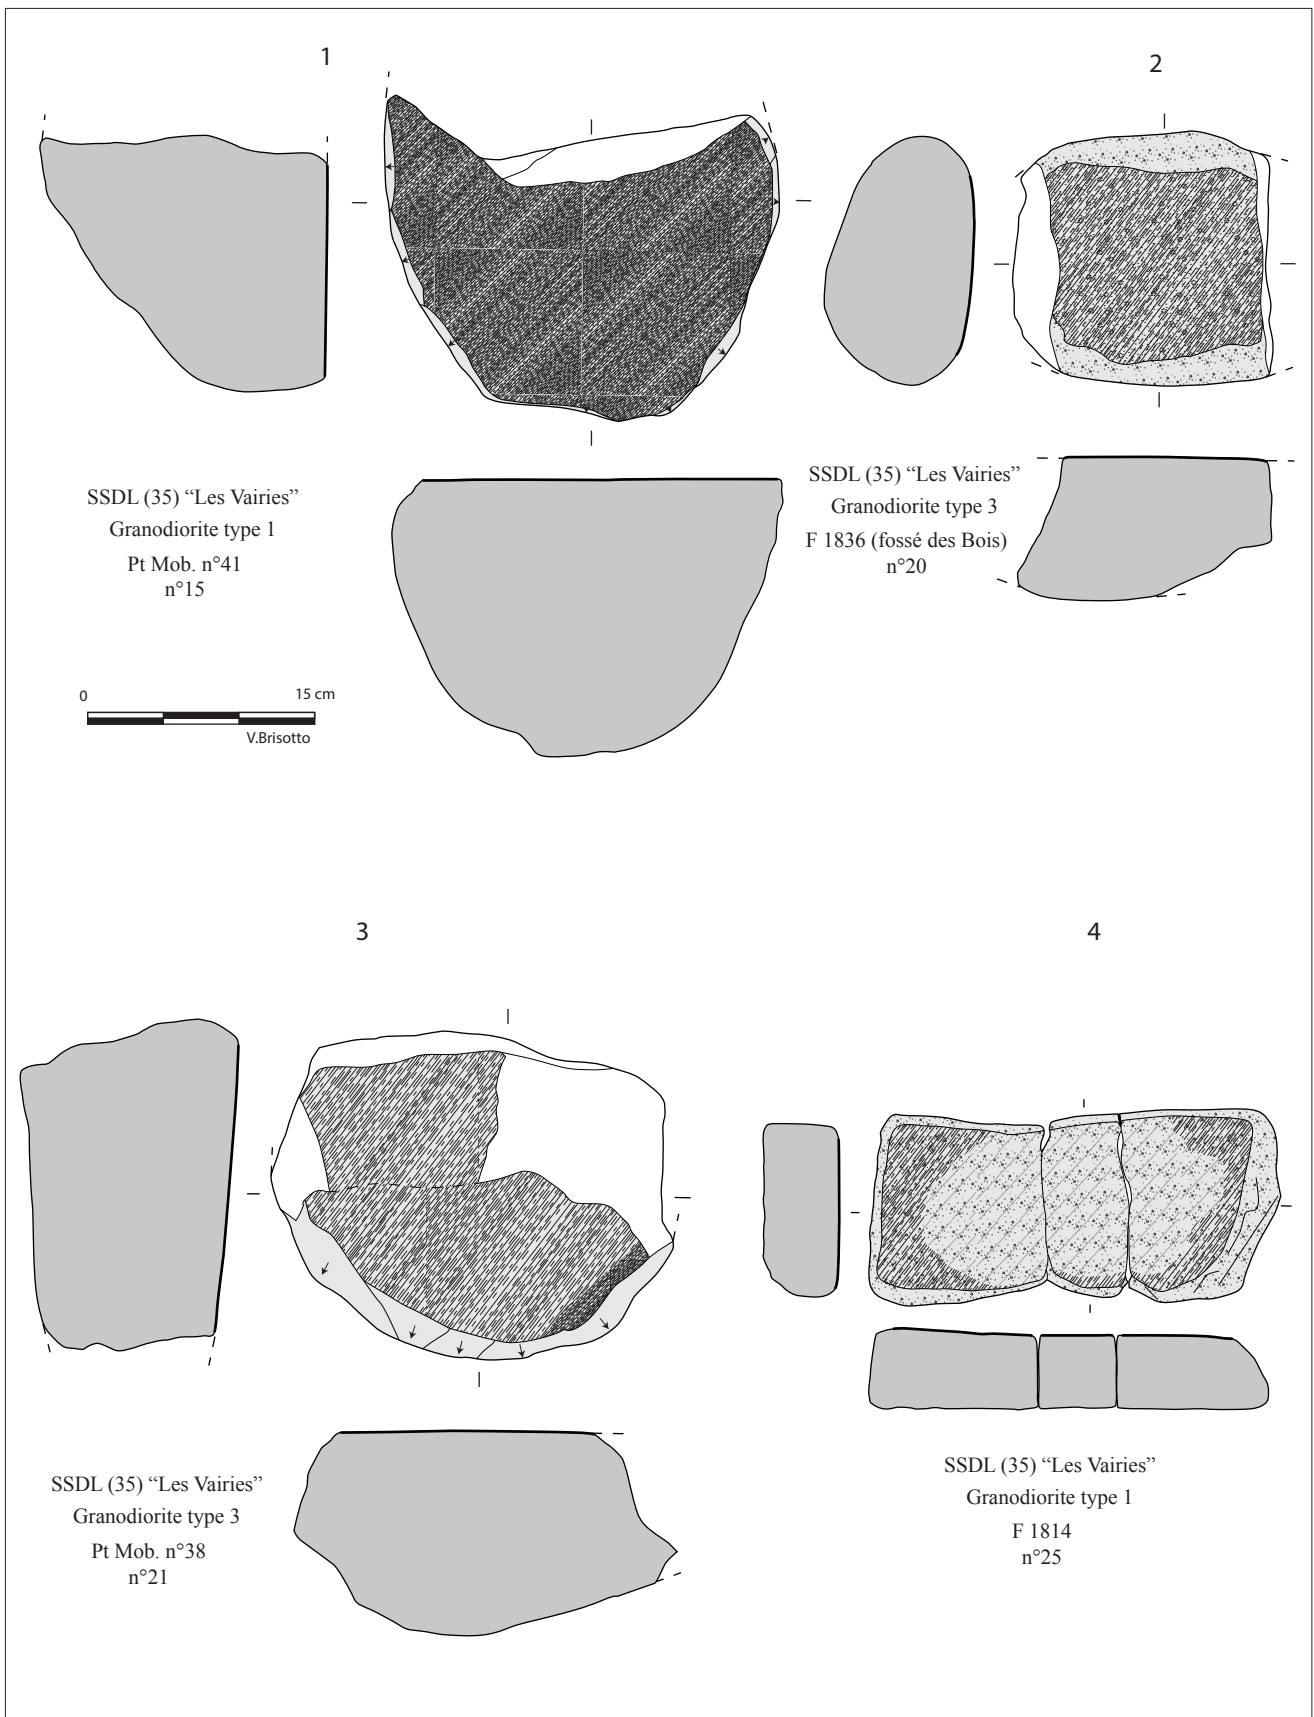 1
2
SSDL (35) “Les Vairies”
Granodiorite type 1
Pt Mob. n°41
n°15
SSDL (35) “Les Vairies”
Granodiorite type 3
F 1836 (fossé des Bois)
n°20
0 15 cm
V.Brisotto
3
4
SSDL (35) “Les Vairies”
Granodiorite type 3
Pt Mob. n°38
n°21
SSDL (35) “Les Vairies”
Granodiorite type 1
F 1814
n°25